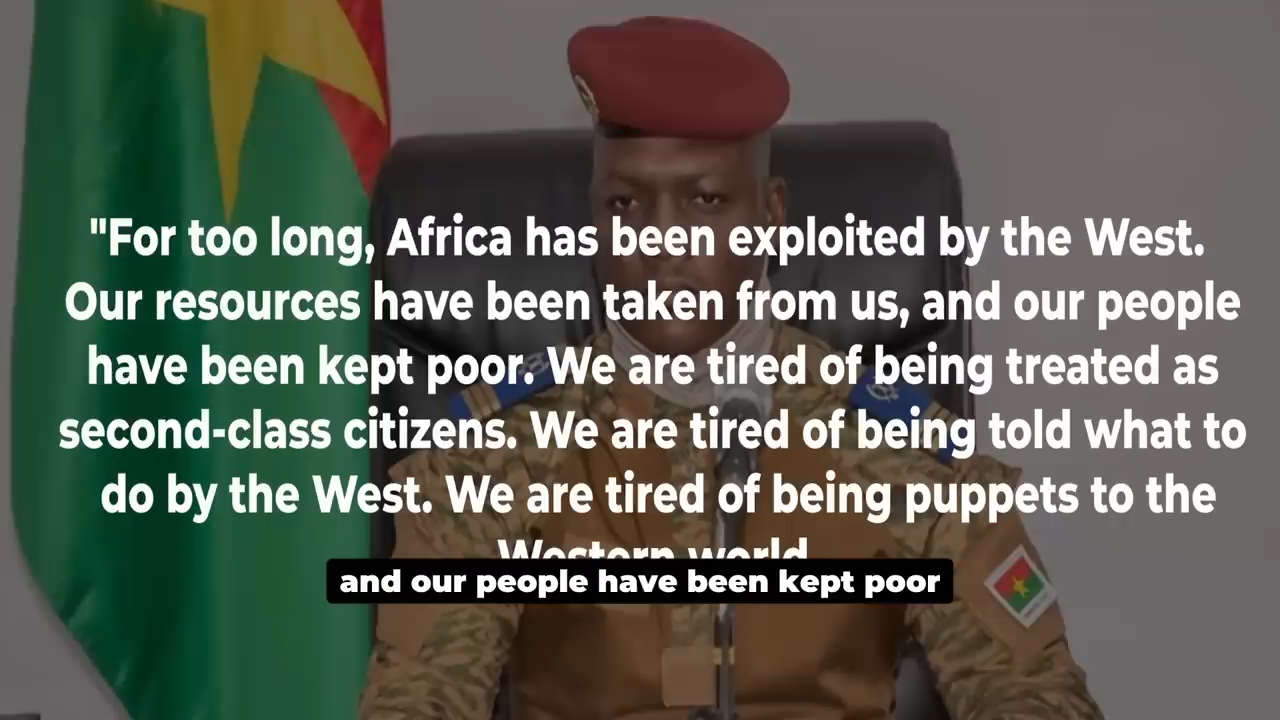 "For too long, Africa has been exploited by the West.
Our resources have been taken from us, and our people
have been kept poor. We are tired of being treated as
second-class citizens. We are tired of being told what to
do by the West. We are tired of being puppets to the
Western world
and our people have been kept poor